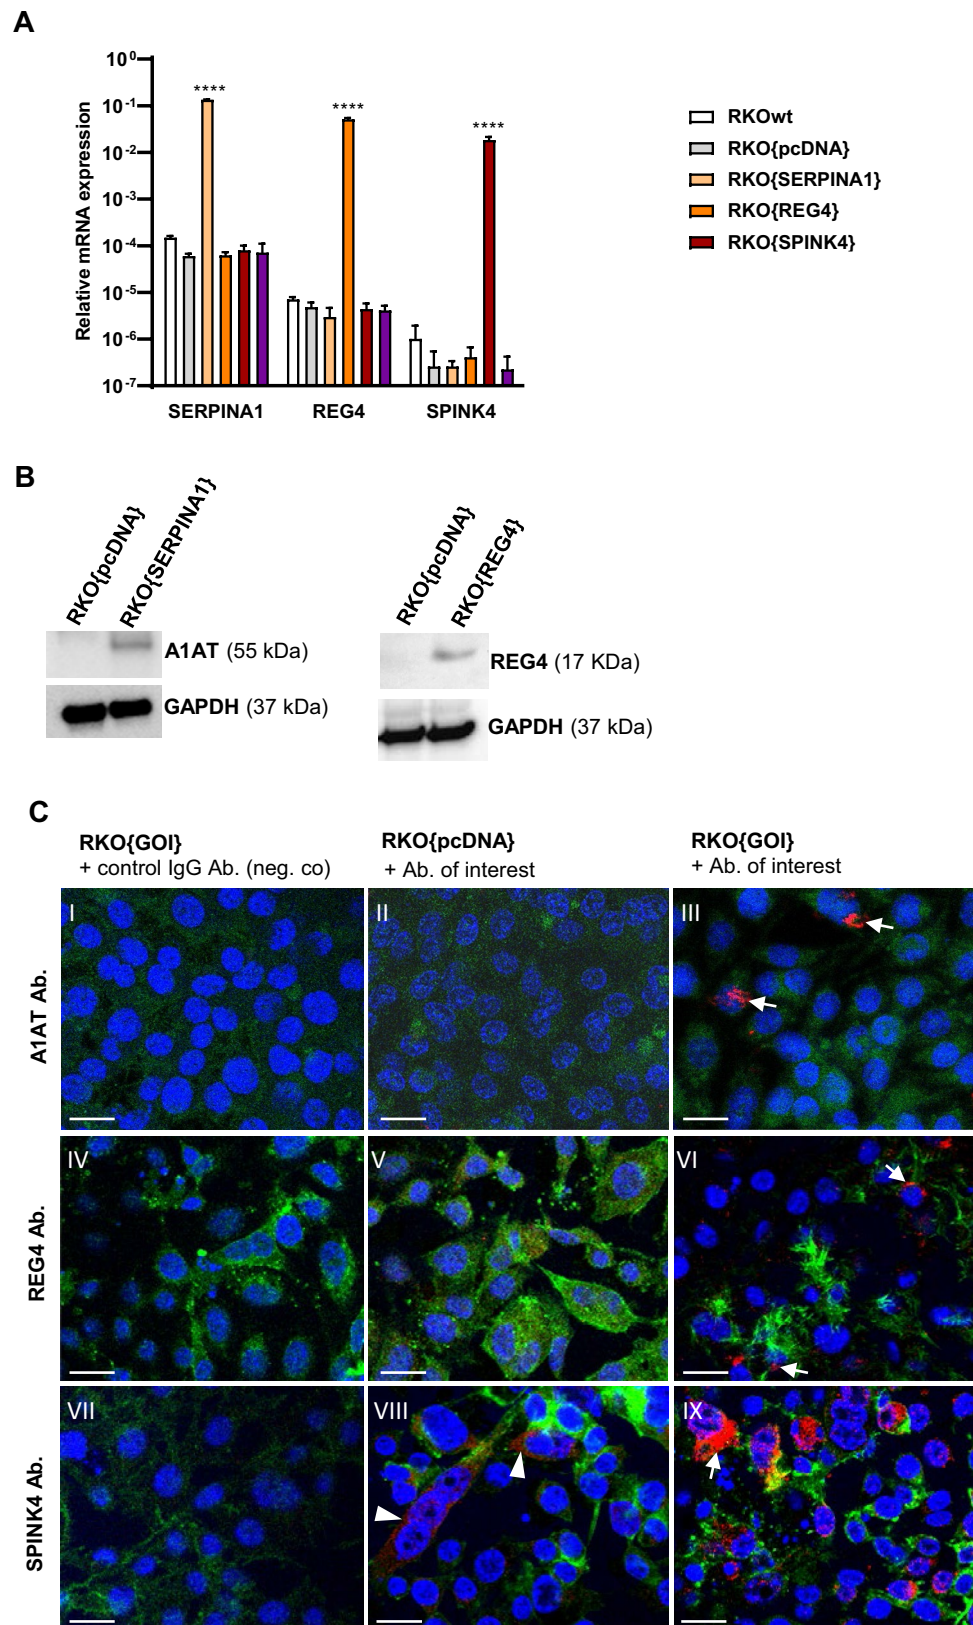 A
Relative mRNA expression
10⁰
10⁻¹
10⁻²
10⁻³
10⁻⁴
10⁻⁵
10⁻⁶
10⁻⁷
****
****
****
SERPINA1 REG4 SPINK4
RKOwt
RKO{pcDNA}
RKO{SERPINA1}
RKO{REG4}
RKO{SPINK4}
B
RKO{pcDNA}
RKO{SERPINA1}
A1AT (55 kDa)
GAPDH (37 kDa)
RKO{pcDNA}
RKO{REG4}
REG4 (17 KDa)
GAPDH (37 kDa)
C
RKO{GOI}
+ control IgG Ab. (neg. co)
RKO{pcDNA}
+ Ab. of interest
RKO{GOI}
+ Ab. of interest
A1AT Ab.
I
II
III
REG4 Ab.
IV
V
VI
SPINK4 Ab.
VII
VIII
IX